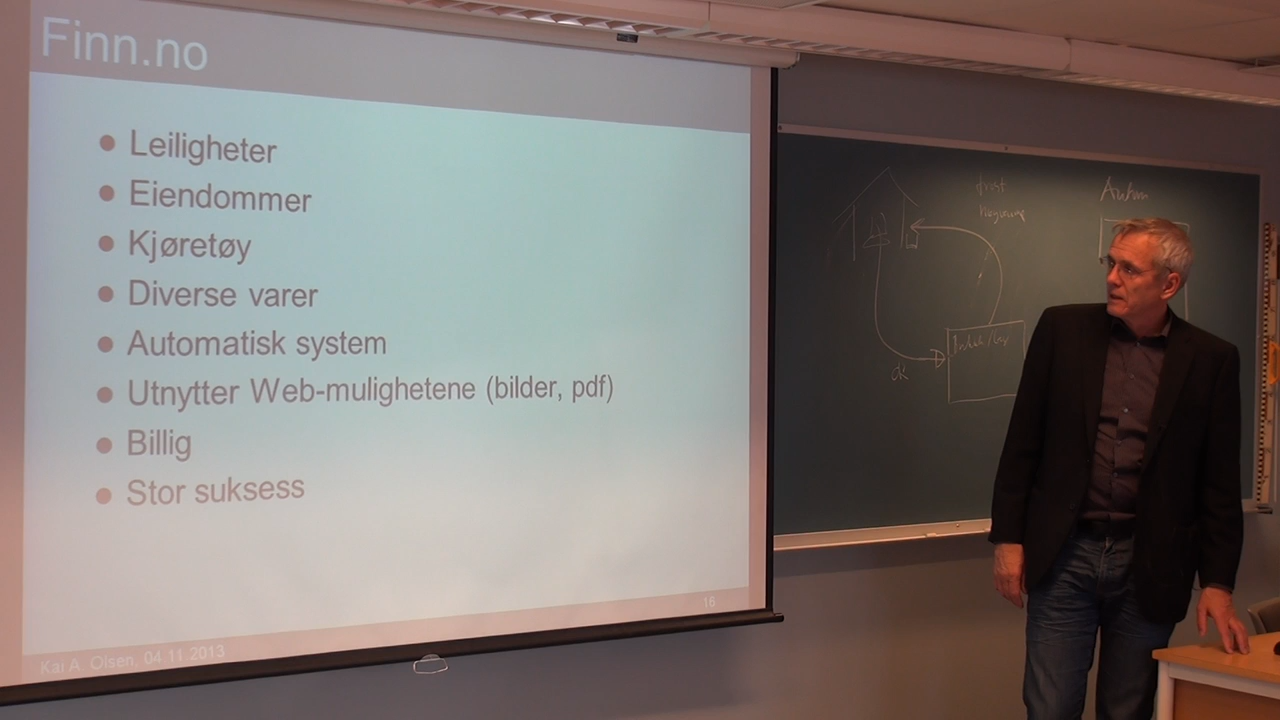 Finn.no
Leiligheter
Eiendommer
Kjøretøy
Diverse varer
Automatisk system
Utnytter Web-mulighetene (bilder, pdf)
Billig
Stor suksess
16
Kai A. Olsen, 04.11.2013
ok